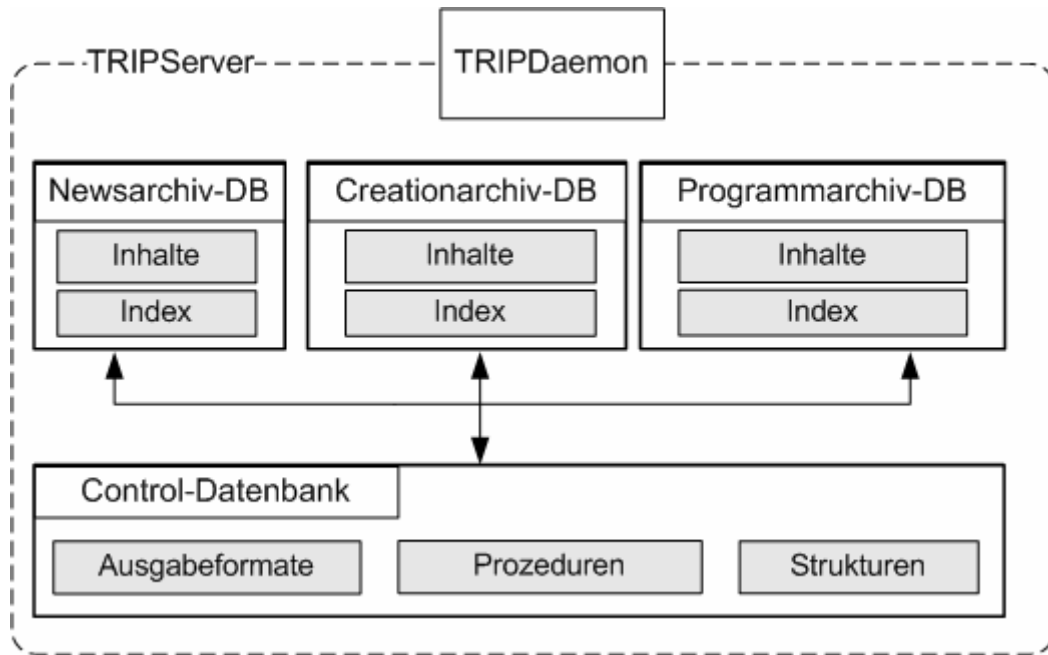 TRIPServer
TRIPDaemon
Newsarchiv-DB
Inhalte
Index
Creationarchiv-DB
Inhalte
Index
Programmarchiv-DB
Inhalte
Index
Control-Datenbank
Ausgabeformate
Prozeduren
Strukturen